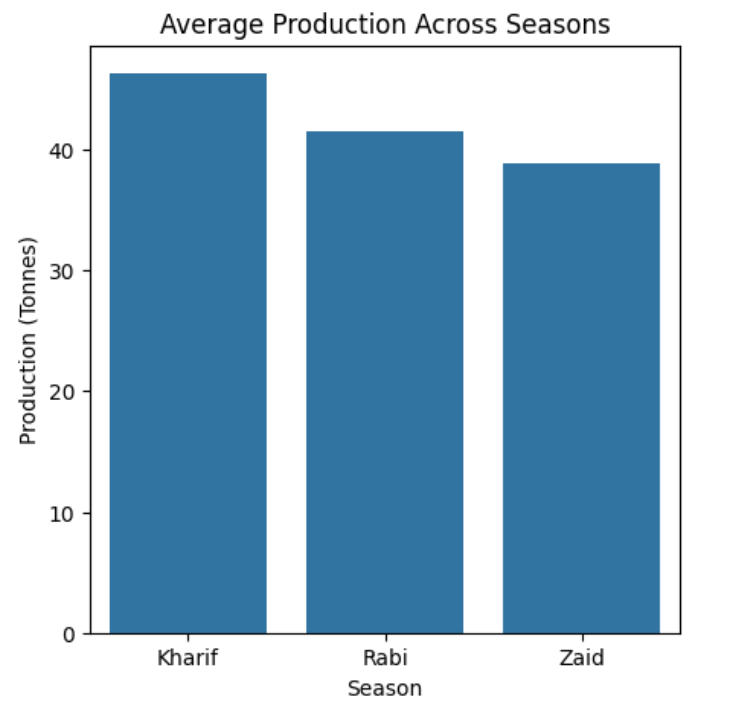 Average Production Across Seasons
Production (Tonnes)
40
30
20
10
0
Kharif Rabi Zaid
Season